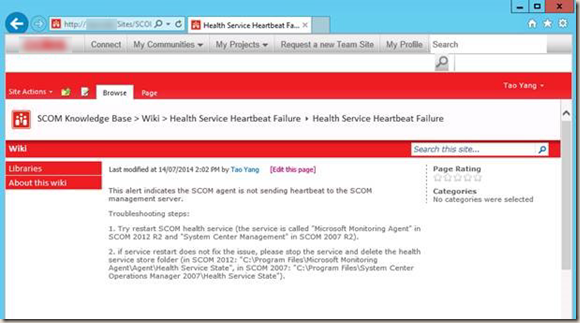 http://
Sites/SCOI
Health Service Heartbeat Fa...
Connect
My Communities
My Projects
Request a new Team Site
My Profile
Search
Site Actions
Browse
Page
Tao Yang
SCOM Knowledge Base > Wiki > Health Service Heartbeat Failure Health Service Heartbeat Failure
Wiki
Search this site...
Libraries
About this wiki
Last modified at 14/07/2014 2:02 PM by Tao Yang [Edit this page]
This alert indicates the SCOM agent is not sending heartbeat to the SCOM
management server.
Troubleshooting steps:
1. Try restart SCOM health service (the service is called "Microsoft Monitoring Agent" in
SCOM 2012 R2 and "System Center Management" in SCOM 2007 R2).
2. if service restart does not fix the issue, please stop the service and delete the health
service store folder (in SCOM 2012: "C:\Program Files\Microsoft Monitoring
Agent\Agent\Health Service State", in SCOM 2007: "C:\Program Files\System Center
Operations Manager 2007\Health Service State").
Page Rating
Categories
No categories were selected